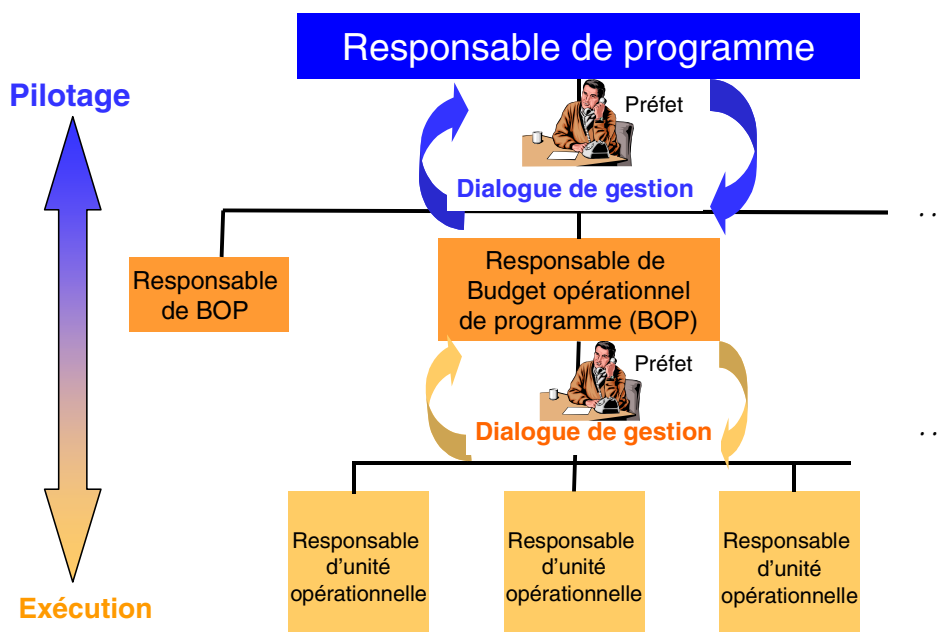 Responsable de programme
Pilotage
Préfet
Dialogue de gestion
. .
Responsable
de BOP
Responsable de
Budget opérationnel
de programme (BOP)
Préfet
Dialogue de gestion
. .
Responsable
d’unité
opérationnelle
Responsable
d’unité
opérationnelle
Responsable
d’unité
opérationnelle
Exécution